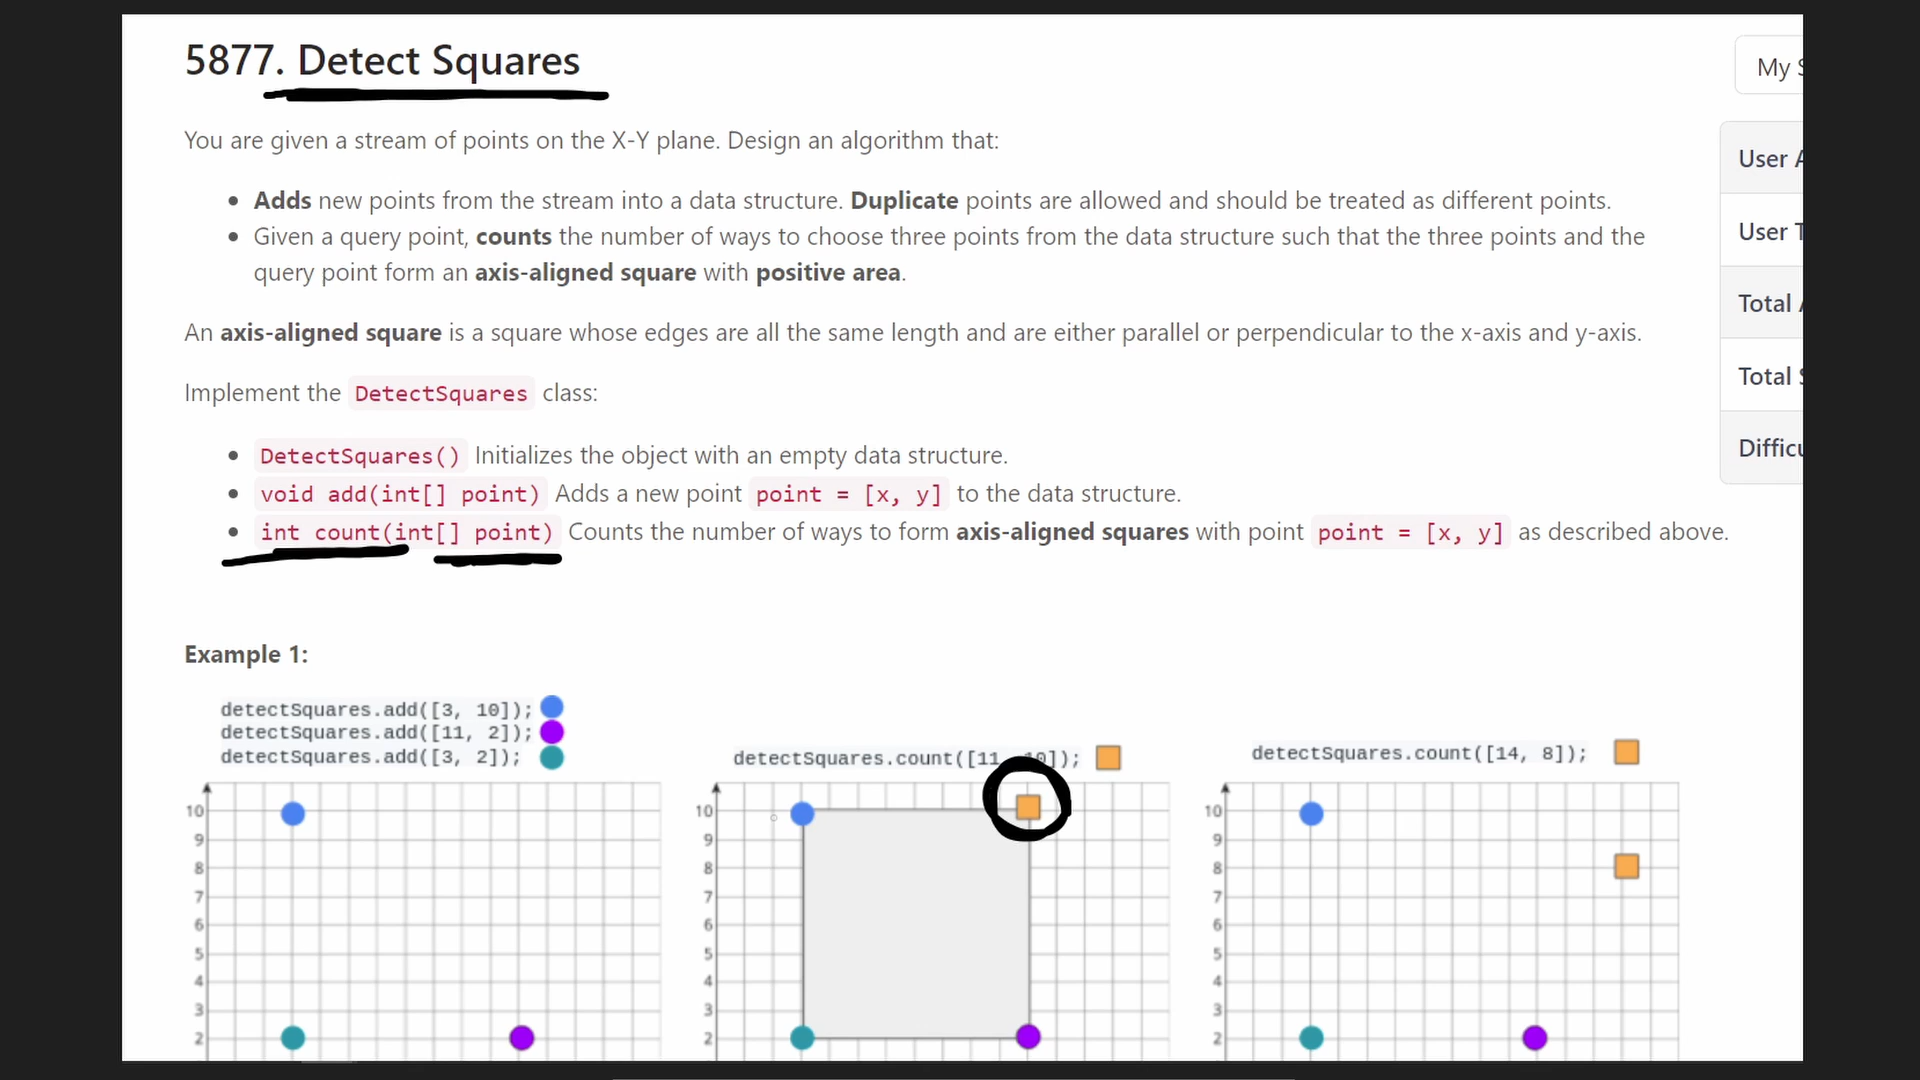 5877. Detect Squares
My
You are given a stream of points on the X-Y plane. Design an algorithm that:
User
• Adds new points from the stream into a data structure. Duplicate points are allowed and should be treated as different points.
User
• Given a query point, counts the number of ways to choose three points from the data structure such that the three points and the
query point form an axis-aligned square with positive area.
Total
An axis-aligned square is a square whose edges are all the same length and are either parallel or perpendicular to the x-axis and y-axis.
Total
Implement the DetectSquares class:
• DetectSquares() Initializes the object with an empty data structure.
• void add(int[] point) Adds a new point point = [x, y] to the data structure.
• int count(int[] point) Counts the number of ways to form axis-aligned squares with point point = [x, y] as described above.
Example 1:
detectSquares.add([3, 10]);
detectSquares.add([11, 2]);
detectSquares.add([3, 2]);
detectSquares.count([11, 10]);
detectSquares.count([14, 8]);
10
9
8
7
6
5
4
3
2
10
9
8
7
6
5
4
3
2
10
9
8
7
6
5
4
3
2